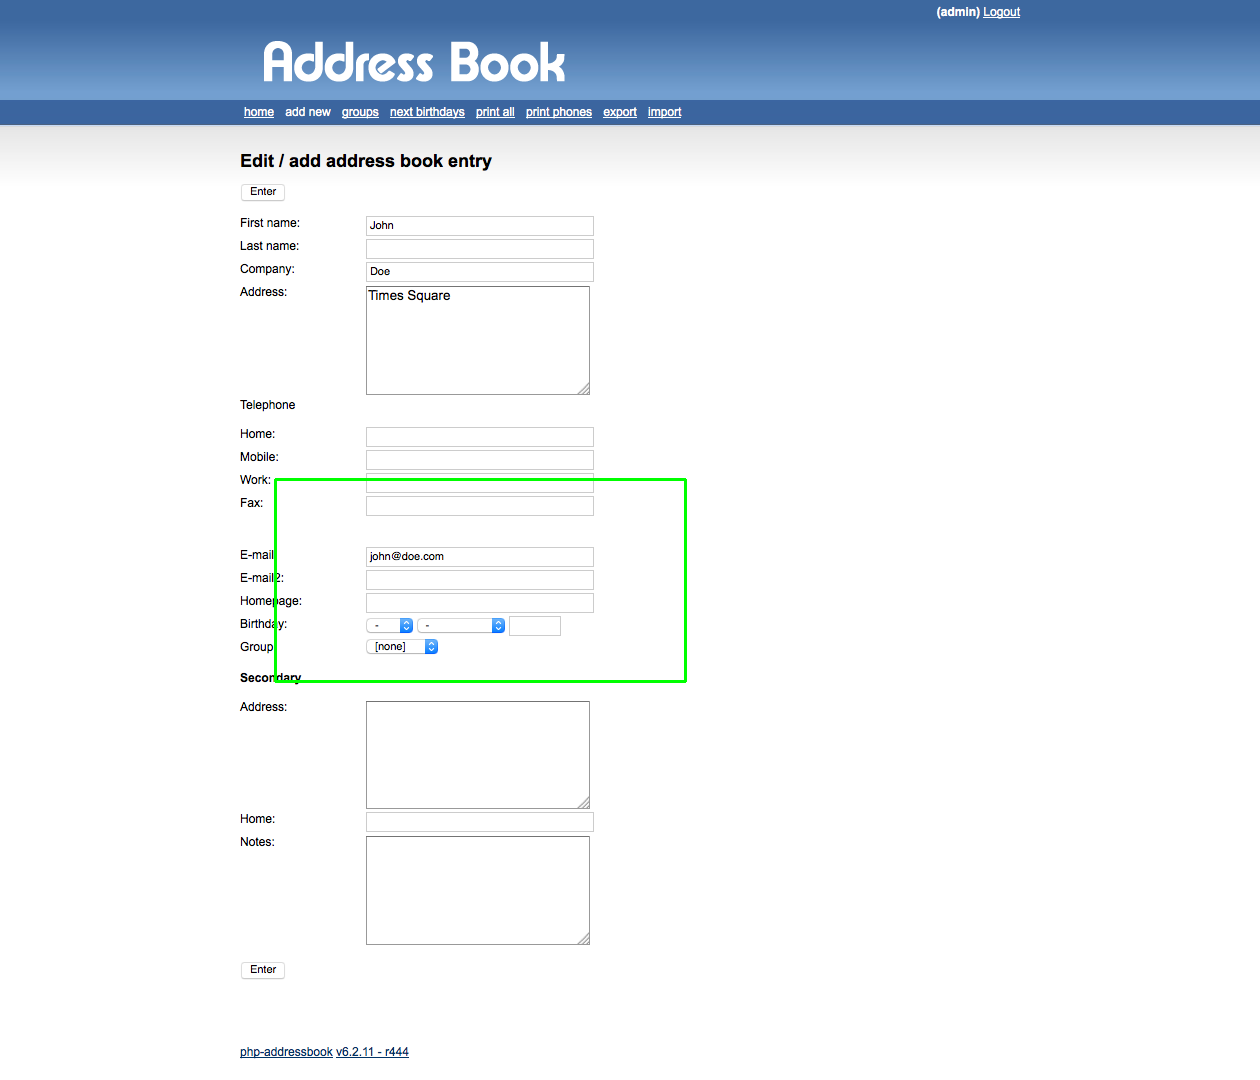 (admin) Logout
Address Book
home add new groups next birthdays print all print phones export import
Edit / add address book entry
Enter
First name: John
Last name:
Company: Doe
Address: Times Square
Telephone
Home:
Mobile:
Work:
Fax:
E-mail john@doe.com
E-mail2:
Homepage:
Birthday: - -
Group [none]
Secondary
Address:
Home:
Notes:
Enter
php-addressbook v6.2.11 - r444